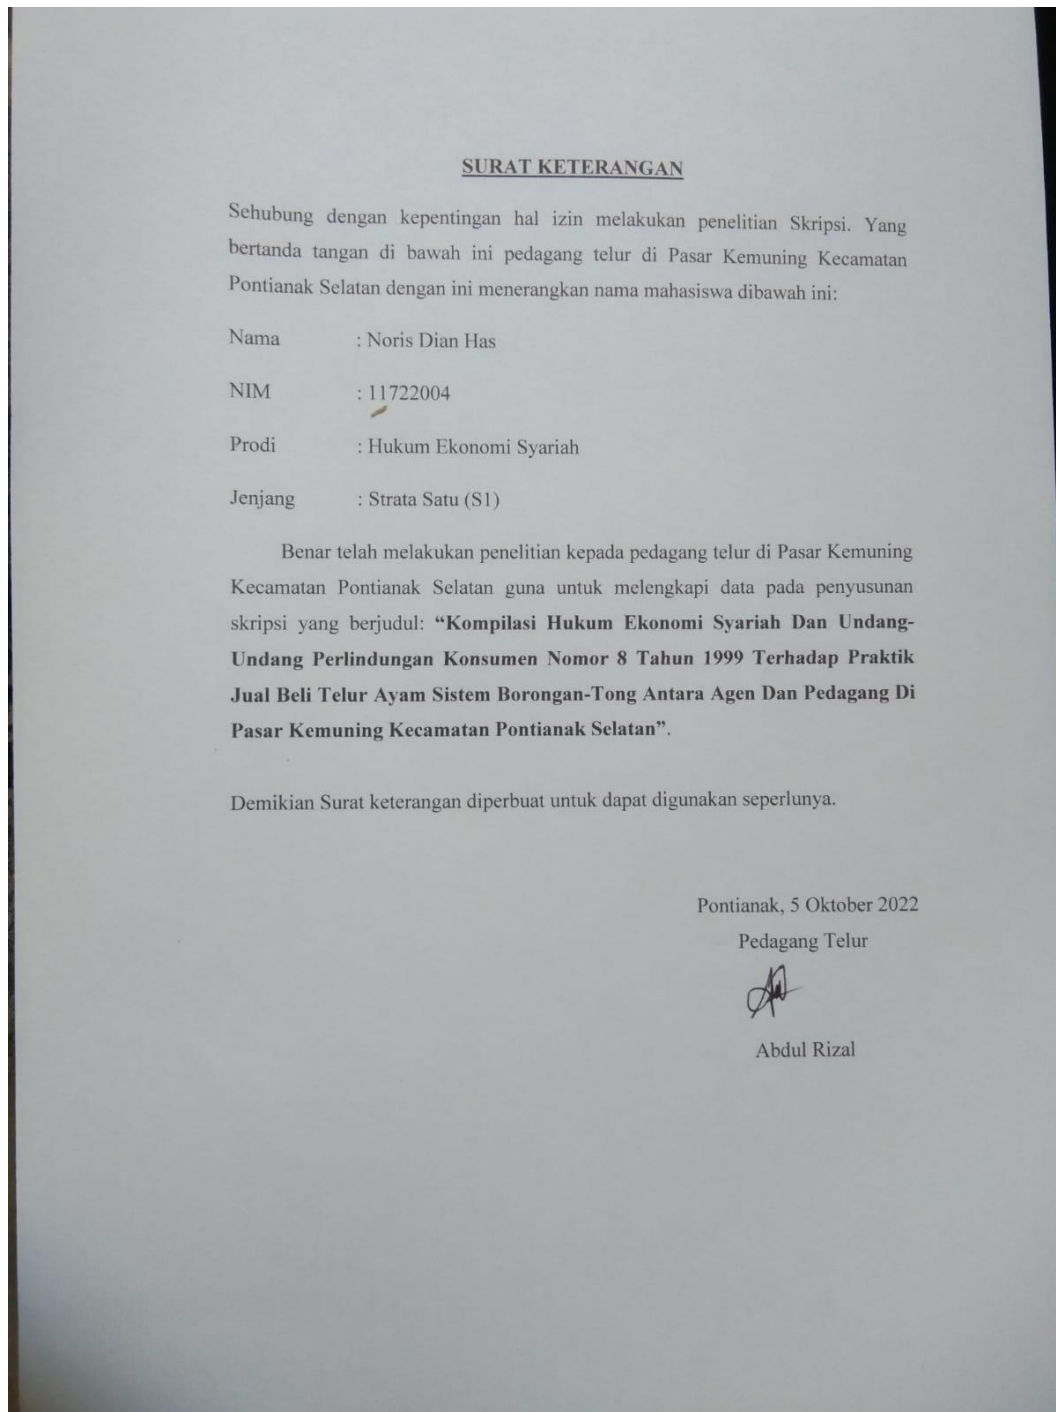 SURAT KETERANGAN
Sehubung dengan kepentingan hal izin melakukan penelitian Skripsi. Yang
bertanda tangan di bawah ini pedagang telur di Pasar Kemuning Kecamatan
Pontianak Selatan dengan ini menerangkan nama mahasiswa dibawah ini:
Nama : Noris Dian Has
NIM : 11722004
Prodi : Hukum Ekonomi Syariah
Jenjang : Strata Satu (S1)
Benar telah melakukan penelitian kepada pedagang telur di Pasar Kemuning
Kecamatan Pontianak Selatan guna untuk melengkapi data pada penyusunan
skripsi yang berjudul: “Kompilasi Hukum Ekonomi Syariah Dan Undang-
Undang Perlindungan Konsumen Nomor 8 Tahun 1999 Terhadap Praktik
Jual Beli Telur Ayam Sistem Borongan-Tong Antara Agen Dan Pedagang Di
Pasar Kemuning Kecamatan Pontianak Selatan”.
Demikian Surat keterangan diperbuat untuk dapat digunakan seperlunya.
Pontianak, 5 Oktober 2022
Pedagang Telur
Abdul Rizal